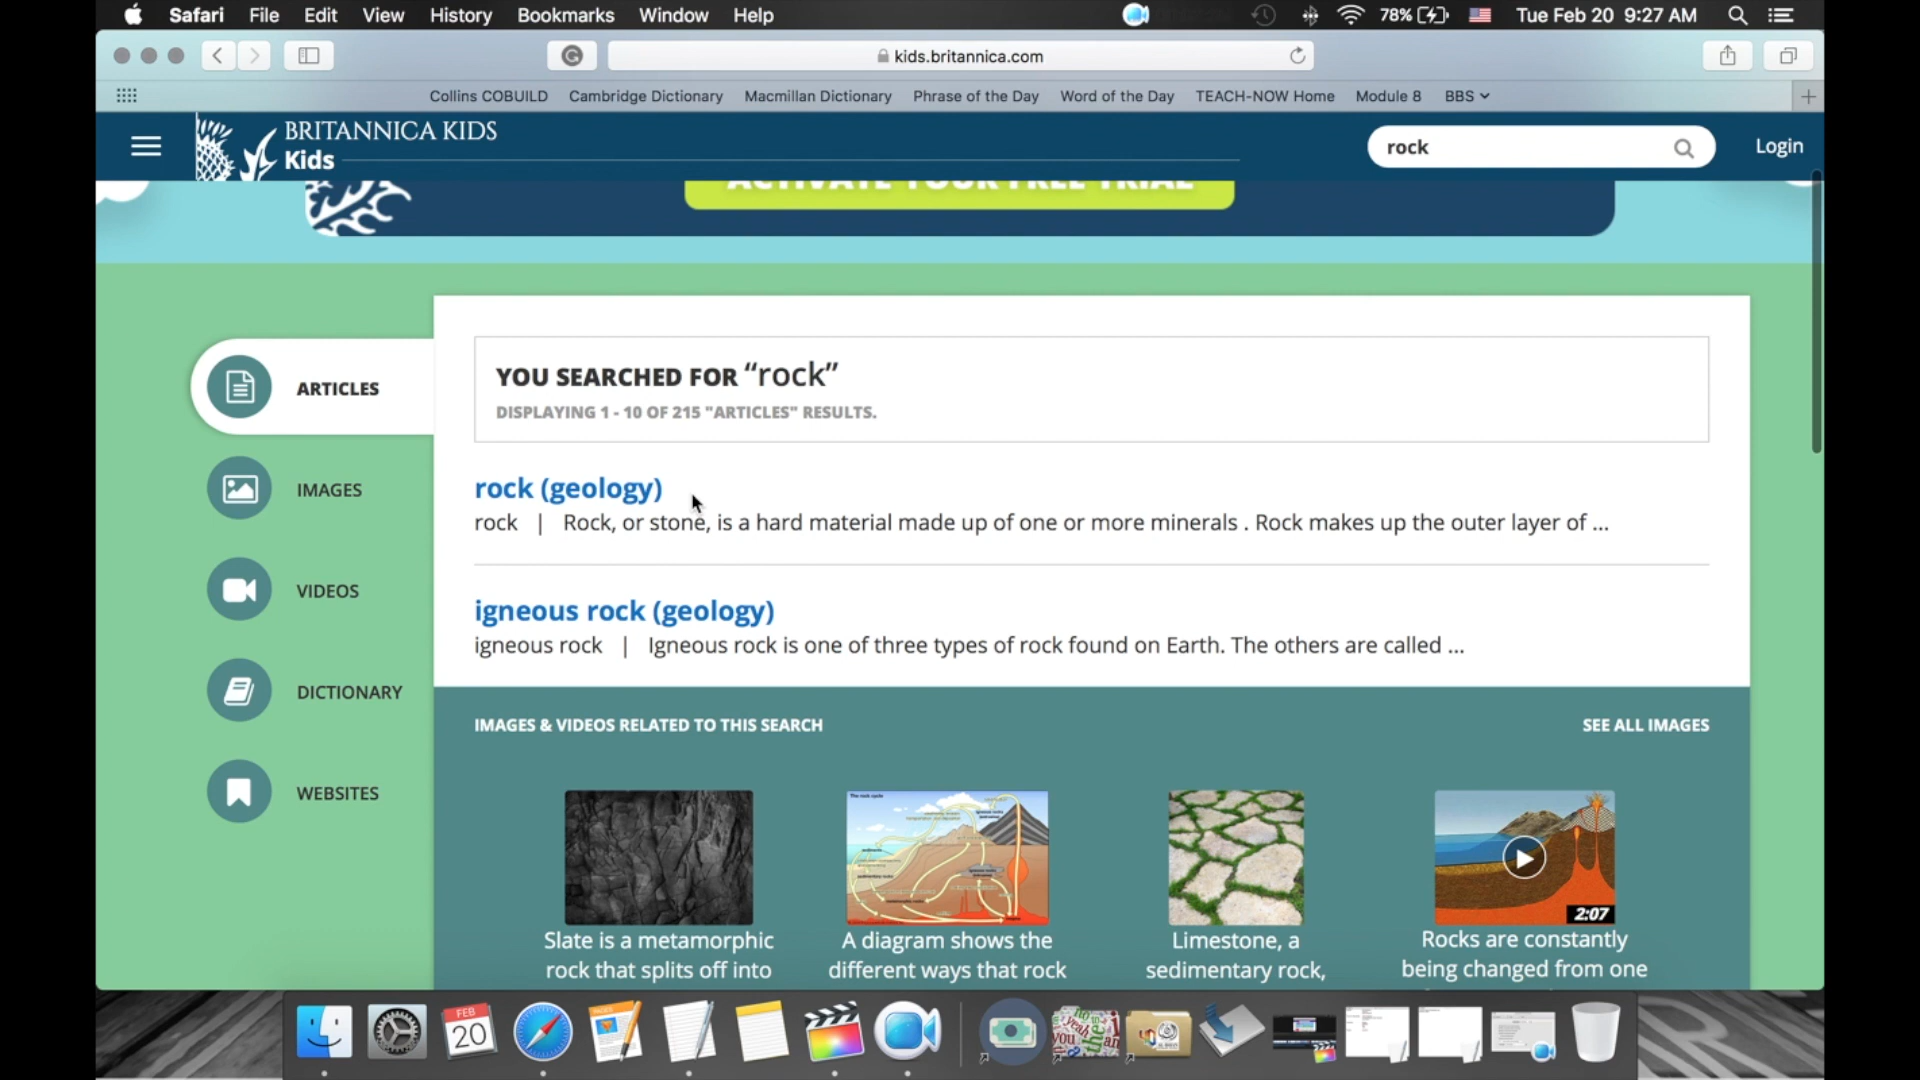 Safari File Edit View History Bookmarks Window Help 78% Tue Feb 20 9:27 AM
kids.britannica.com
Collins COBUILD Cambridge Dictionary Macmillan Dictionary Phrase of the Day Word of the Day TEACH-NOW Home Module 8 BBS
BRITANNICA KIDS
Kids
rock
Login
ACTIVATE YOUR FREE TRIAL
ARTICLES
IMAGES
VIDEOS
DICTIONARY
WEBSITES
YOU SEARCHED FOR “rock”
DISPLAYING 1 - 10 OF 215 "ARTICLES" RESULTS.
rock (geology)
rock | Rock, or stone, is a hard material made up of one or more minerals . Rock makes up the outer layer of ...
igneous rock (geology)
igneous rock | Igneous rock is one of three types of rock found on Earth. The others are called ...
IMAGES & VIDEOS RELATED TO THIS SEARCH
SEE ALL IMAGES
The rock cycle
2:07
Slate is a metamorphic
rock that splits off into
A diagram shows the
different ways that rock
Limestone, a
sedimentary rock,
Rocks are constantly
being changed from one
FEB
20